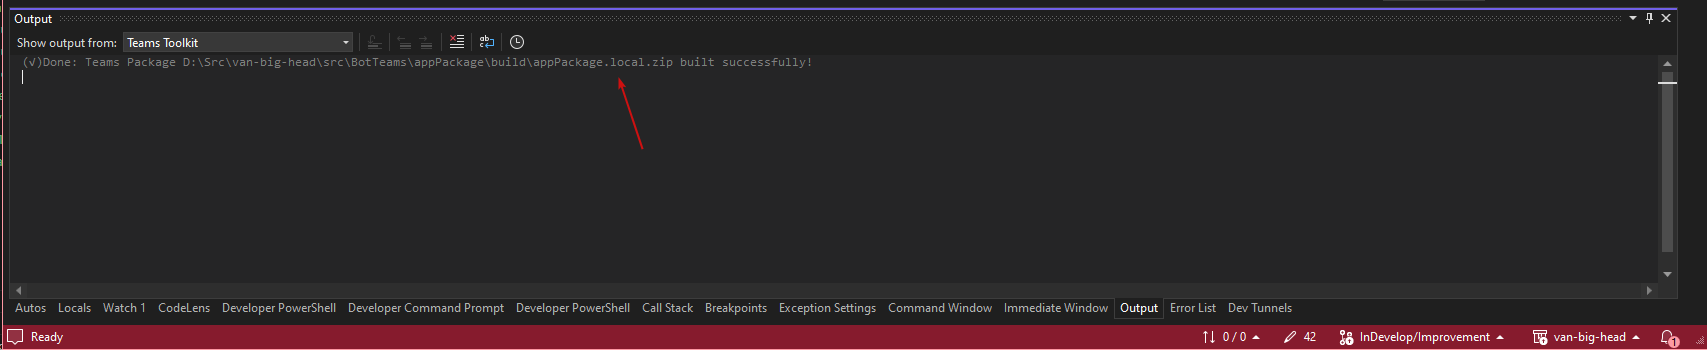 Output
Show output from: Teams Toolkit
(√)Done: Teams Package D:\Src\van-big-head\src\BotTeams\appPackage\build\appPackage.local.zip built successfully!
Autos Locals Watch 1 CodeLens Developer PowerShell Developer Command Prompt Developer PowerShell Call Stack Breakpoints Exception Settings Command Window Immediate Window Output Error List Dev Tunnels
Ready 0 / 0 42 InDevelop/Improvement van-big-head 1